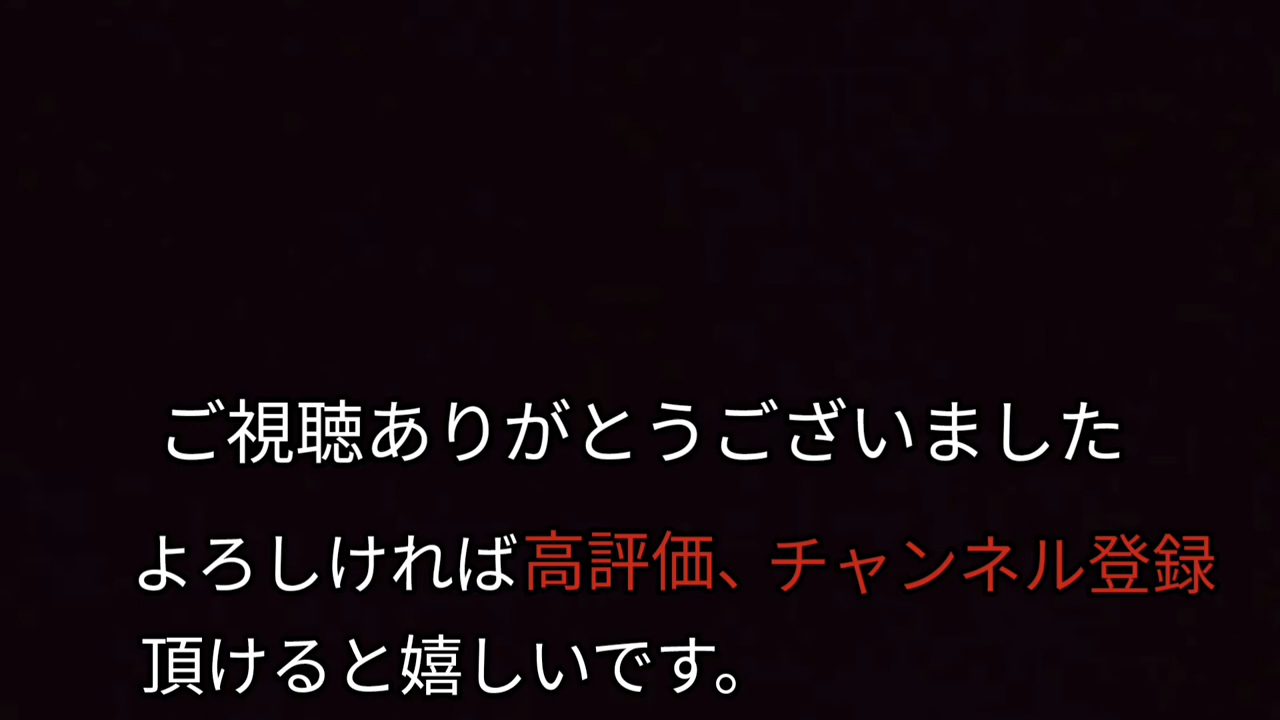 ご視聴ありがとうございました
よろしければ高評価、チャンネル登録
頂けると嬉しいです。